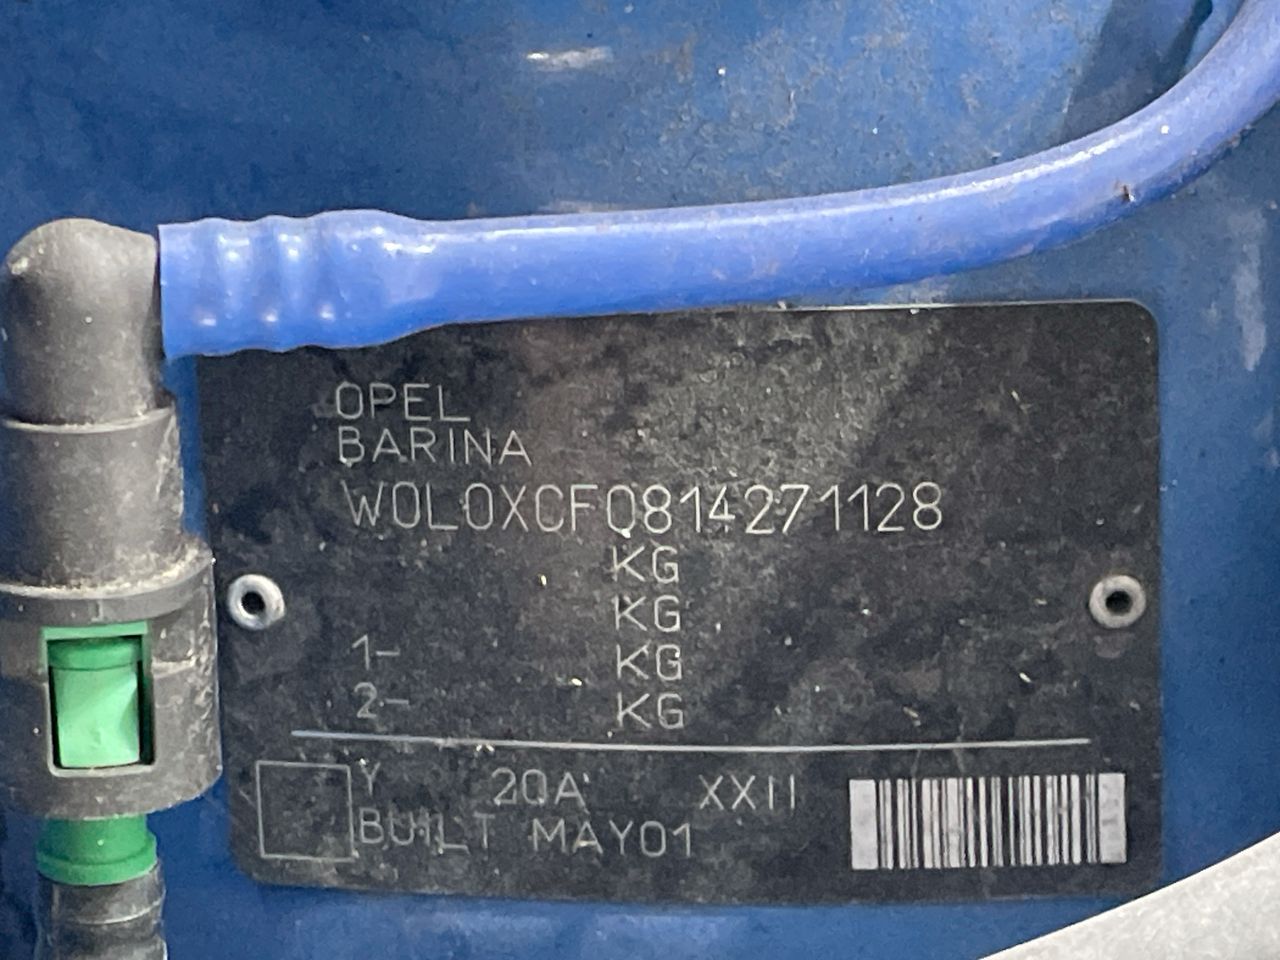 OPEL
BARINA
W0L0XCF0814271128
KG
KG
1- KG
2- KG
Y 20A XXII
BUILT MAY01